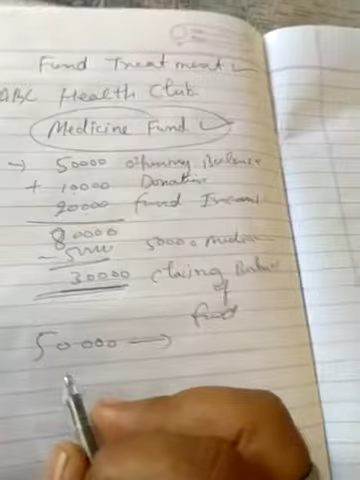 Fund Treatment
ABC Health Club
Medicine Fund
→ 50000 opening Balance
+ 10000 Donation
20000 Fund Income
80000
- 50000 50000 Medicine
30000 Closing Balance
of
fund
50000 →